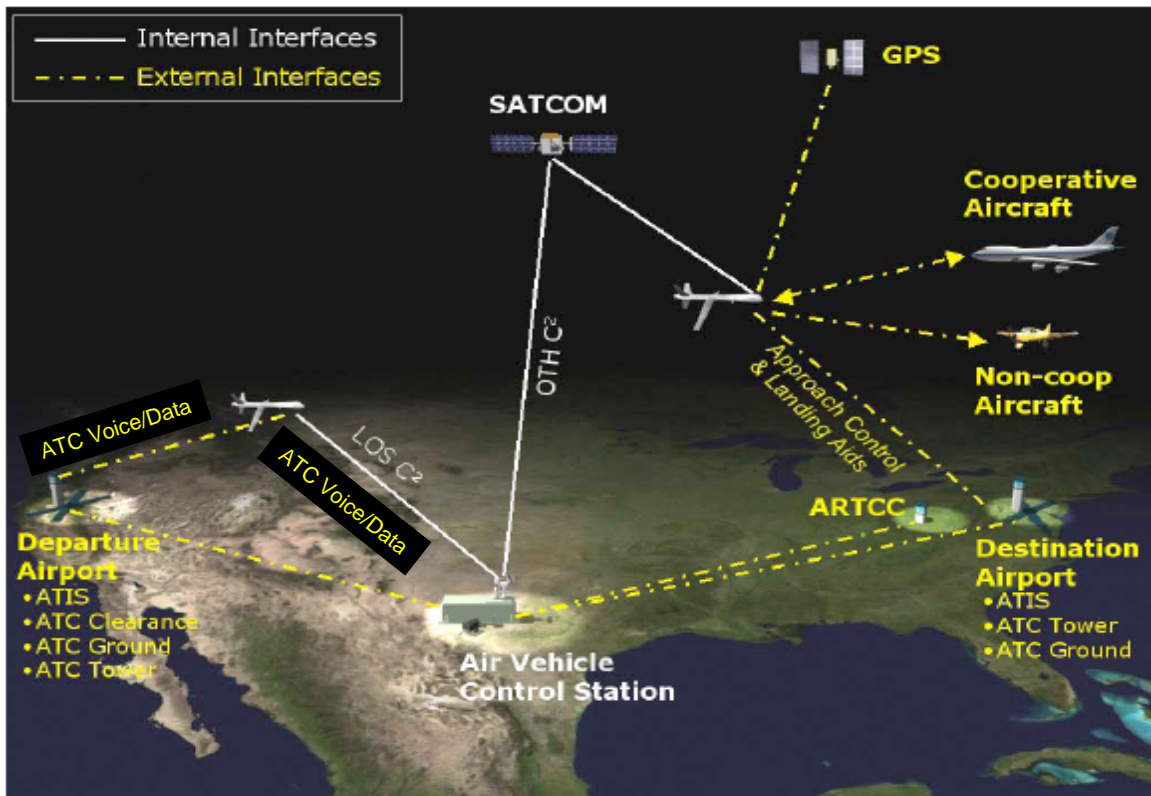 Internal Interfaces
External Interfaces
GPS
SATCOM
Cooperative
Aircraft
OTH C²
Approach Control
& Landing Aids
Non-coop
Aircraft
ATC Voice/Data
LOS C²
ATC Voice/Data
ARTCC
Departure
Airport
•ATIS
•ATC Clearance
•ATC Ground
•ATC Tower
Destination
Airport
•ATIS
•ATC Tower
•ATC Ground
Air Vehicle
Control Station